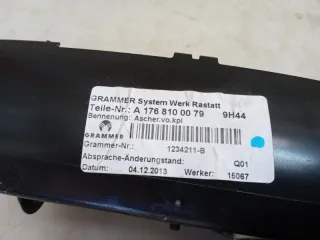 GRAMMER System Werk Rastatt
Teile-Nr.: A 176 810 00 79 9H44
Bennenung: Ascher.vo.kpl
GRAMMER
Grammer-Nr.: 1234211-B
Absprache-Änderungstand: Q01
Datum: 04.12.2013 Werker: 15067